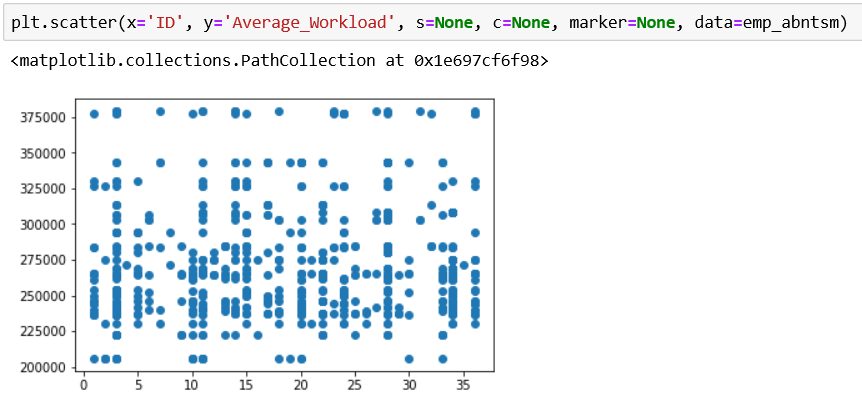 plt.scatter(x='ID', y='Average_Workload', s=None, c=None, marker=None, data=emp_abntsm)
<matplotlib.collections.PathCollection at 0x1e697cf6f98>
375000
350000
325000
300000
275000
250000
225000
200000
0 5 10 15 20 25 30 35